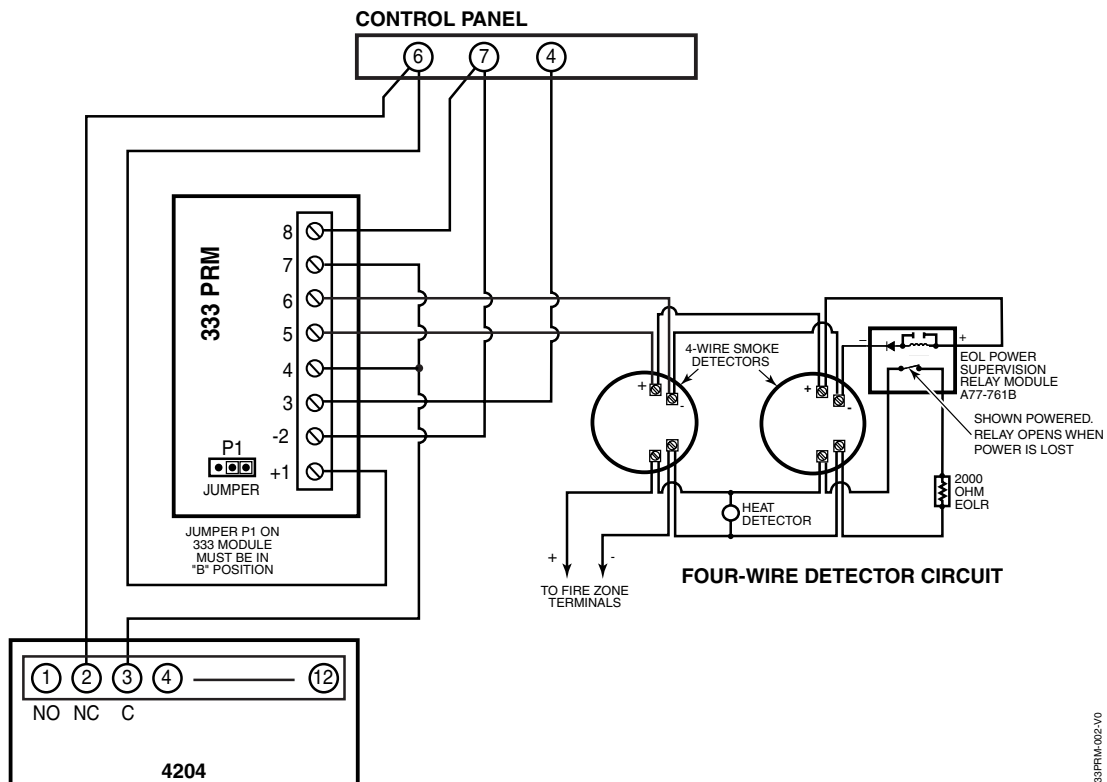 CONTROL PANEL
6 7 4
333 PRM
8
7
6
5
4
3
-2
+1
P1
JUMPER
JUMPER P1 ON
333 MODULE
MUST BE IN
"B" POSITION
4-WIRE SMOKE
DETECTORS
+ -
+ -
- +
EOL POWER
SUPERVISION
RELAY MODULE
A77-761B
SHOWN POWERED.
RELAY OPENS WHEN
POWER IS LOST
2000
OHM
EOLR
HEAT
DETECTOR
+ -
TO FIRE ZONE
TERMINALS
FOUR-WIRE DETECTOR CIRCUIT
1 2 3 4 12
NO NC C
4204
33PRM-002-V0